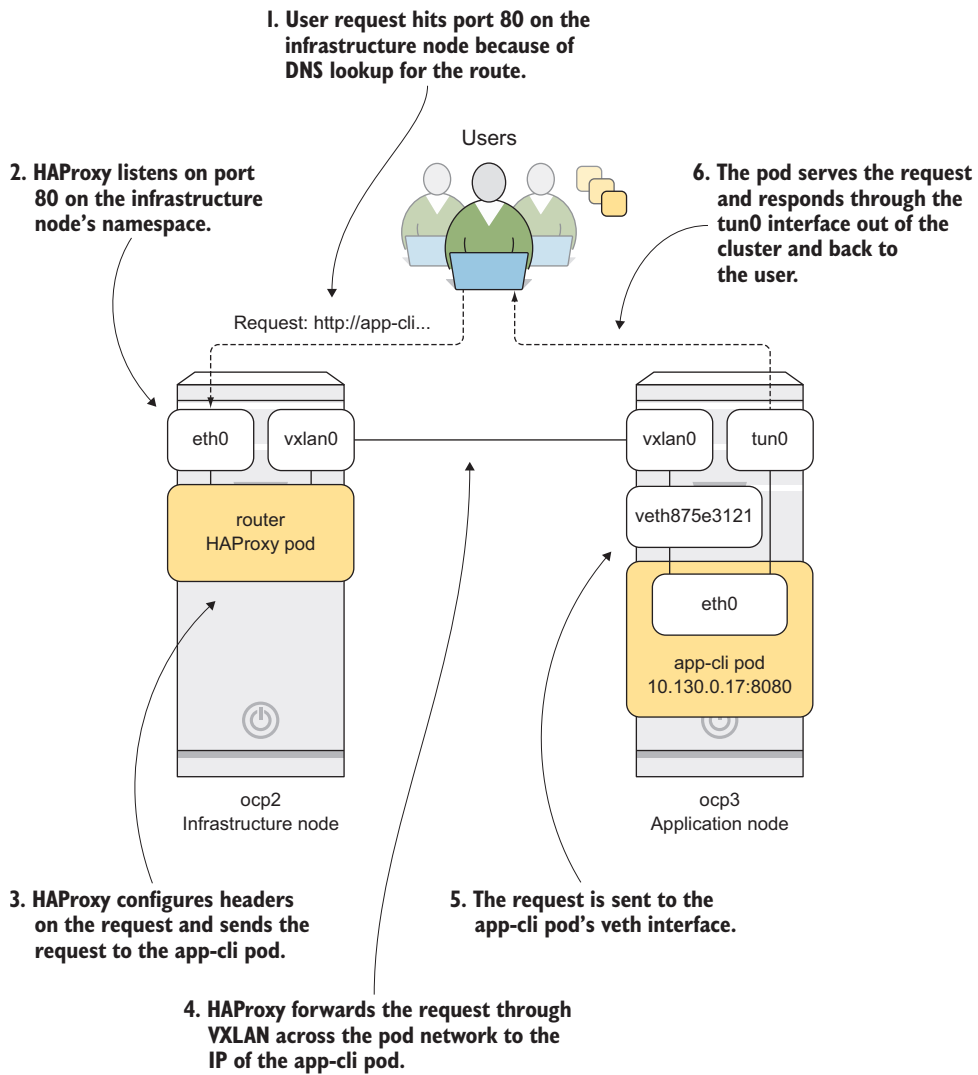 1. User request hits port 80 on the
infrastructure node because of
DNS lookup for the route.
Users
2. HAProxy listens on port
80 on the infrastructure
node's namespace.
6. The pod serves the request
and responds through the
tun0 interface out of the
cluster and back to
the user.
Request: http://app-cli...
eth0
vxlan0
vxlan0
tun0
router
HAProxy pod
veth875e3121
eth0
app-cli pod
10.130.0.17:8080
ocp2
Infrastructure node
ocp3
Application node
3. HAProxy configures headers
on the request and sends the
request to the app-cli pod.
5. The request is sent to the
app-cli pod's veth interface.
4. HAProxy forwards the request through
VXLAN across the pod network to the
IP of the app-cli pod.